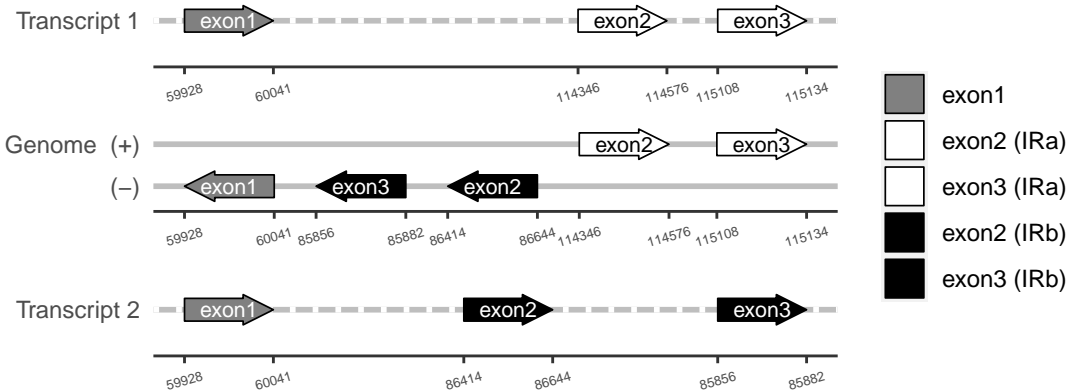 Transcript 1 exon1 exon2 exon3
59928 60041 114346 114576 115108 115134
Genome (+) exon2 exon3
(−) exon1 exon3 exon2
59928 60041 85856 85882 86414 86644 114346 114576 115108 115134
Transcript 2 exon1 exon2 exon3
59928 60041 86414 86644 85856 85882
exon1
exon2 (IRa)
exon3 (IRa)
exon2 (IRb)
exon3 (IRb)